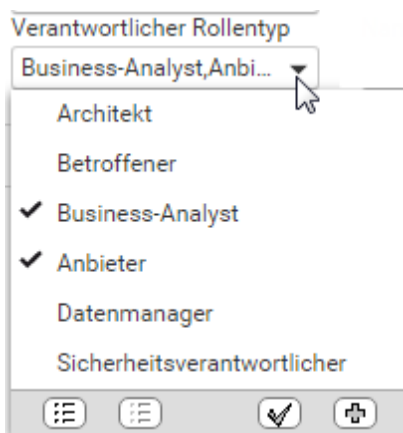 Verantwortlicher Rollentyp
Business-Analyst,Anbi...
Architekt
Betroffener
Business-Analyst
Anbieter
Datenmanager
Sicherheitsverantwortlicher